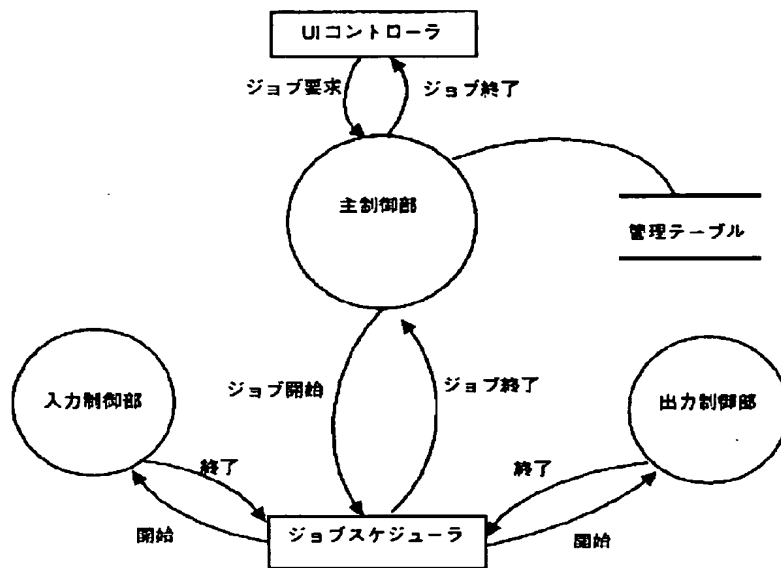 UIコントローラ
ジョブ要求
ジョブ終了
主制御部
管理テーブル
ジョブ開始
ジョブ終了
入力制御部
出力制御部
終了
終了
開始
ジョブスケジューラ
開始